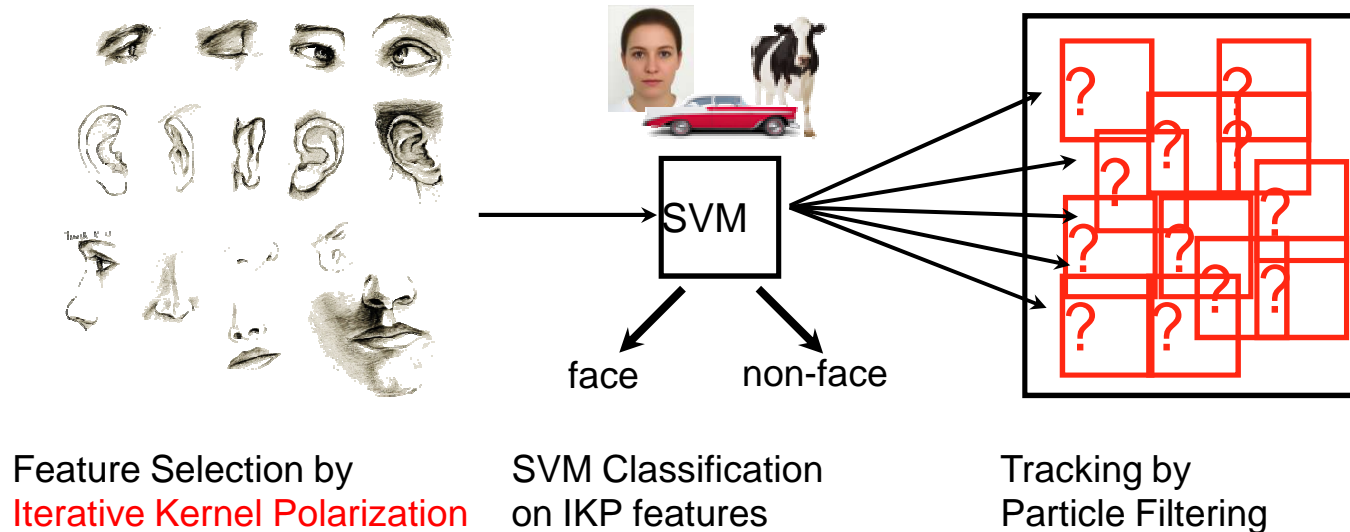 ?
?
?
?
?
?
SVM
?
?
?
?
?
?
?
face
non-face
Feature Selection by
Iterative Kernel Polarization
SVM Classification
on IKP features
Tracking by
Particle Filtering